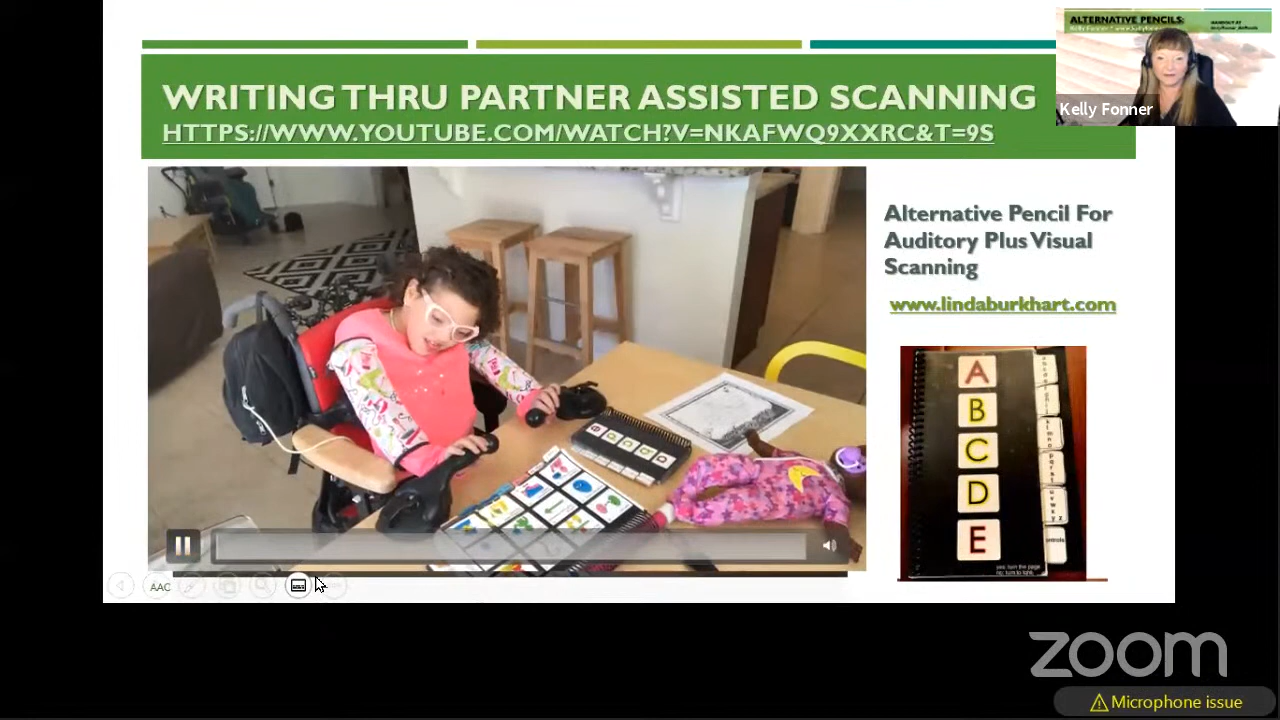 WRITING THRU PARTNER ASSISTED SCANNING
HTTPS://WWW.YOUTUBE.COM/WATCH?V=NKAFWQ9XXRC&T=9S
ALTERNATIVE PENCILS:
Kelly Fonner
Alternative Pencil For
Auditory Plus Visual
Scanning
www.lindaburkhart.com
A
B
C
D
E
AAC
zoom
Microphone issue